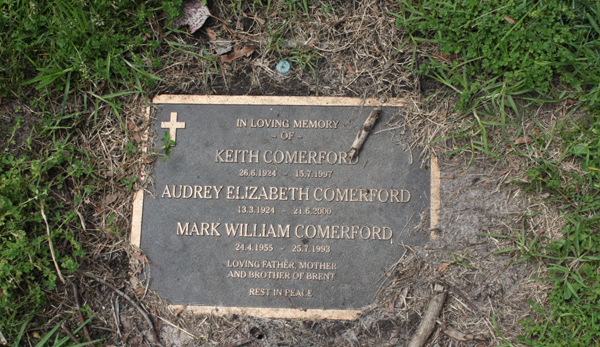 IN LOVING MEMORY
- OF -
KEITH COMERFORD
26.6.1924 - 15.7.1997
AUDREY ELIZABETH COMERFORD
13.3.1924 - 21.6.2000
MARK WILLIAM COMERFORD
24.4.1955 - 25.7.1993
LOVING FATHER, MOTHER
AND BROTHER OF BRENT
REST IN PEACE